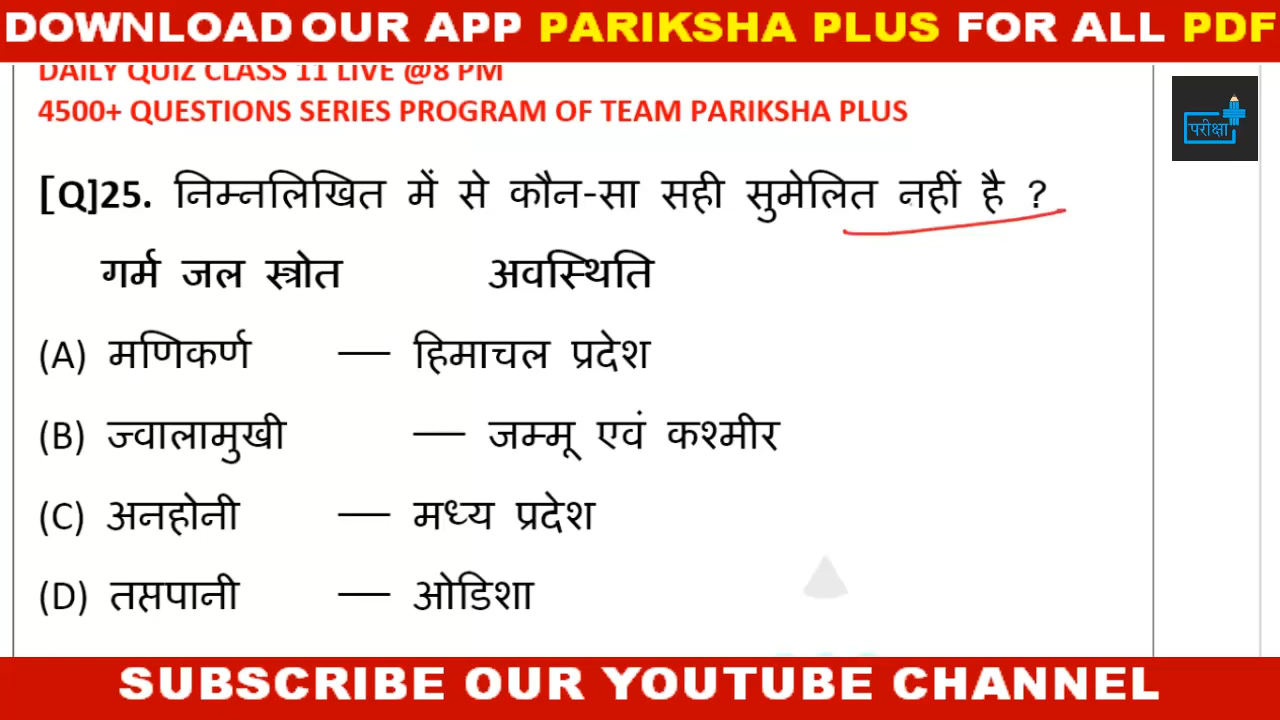 DOWNLOAD OUR APP PARIKSHA PLUS FOR ALL PDF
DAILY QUIZ CLASS 11 LIVE @8 PM
4500+ QUESTIONS SERIES PROGRAM OF TEAM PARIKSHA PLUS
परीक्षा
[Q]25. निम्नलिखित में से कौन-सा सही सुमेलित नहीं है ?
गर्म जल स्त्रोत अवस्थिति
(A) मणिकर्ण — हिमाचल प्रदेश
(B) ज्वालामुखी — जम्मू एवं कश्मीर
(C) अनहोनी — मध्य प्रदेश
(D) तप्तपानी — ओडिशा
SUBSCRIBE OUR YOUTUBE CHANNEL